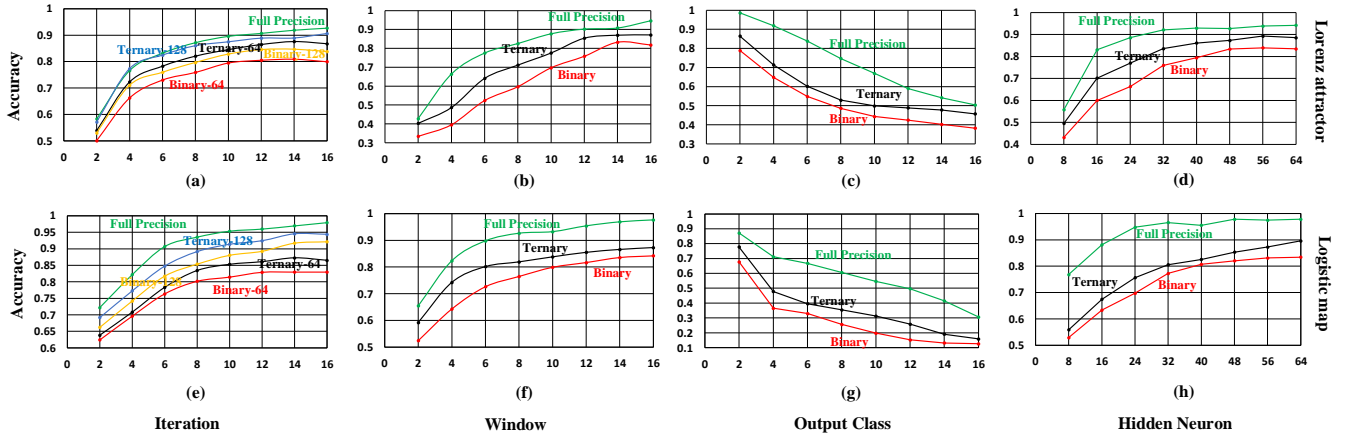 Accuracy
1
0.9
0.8
0.7
0.6
0.5
0 2 4 6 8 10 12 14 16
Full Precision
Ternary-128
Ternary-64
Binary-128
Binary-64
(a)
1
0.9
0.8
0.7
0.6
0.5
0.4
0.3
0.2
0 2 4 6 8 10 12 14 16
Full Precision
Ternary
Binary
(b)
1
0.9
0.8
0.7
0.6
0.5
0.4
0.3
0 2 4 6 8 10 12 14 16
Full Precision
Ternary
Binary
(c)
1
0.9
0.8
0.7
0.6
0.5
0.4
0 8 16 24 32 40 48 56 64
Full Precision
Ternary
Binary
(d)
Lorenz attractor
Accuracy
1
0.95
0.9
0.85
0.8
0.75
0.7
0.65
0.6
0 2 4 6 8 10 12 14 16
Full Precision
Ternary-128
Ternary-64
Binary-64
(e)
1
0.9
0.8
0.7
0.6
0.5
0 2 4 6 8 10 12 14 16
Full Precision
Ternary
Binary
(f)
1
0.9
0.8
0.7
0.6
0.5
0.4
0.3
0.2
0.1
0 2 4 6 8 10 12 14 16
Full Precision
Ternary
Binary
(g)
1
0.9
0.8
0.7
0.6
0.5
0 8 16 24 32 40 48 56 64
Full Precision
Ternary
Binary
(h)
Logistic map
Iteration
Window
Output Class
Hidden Neuron